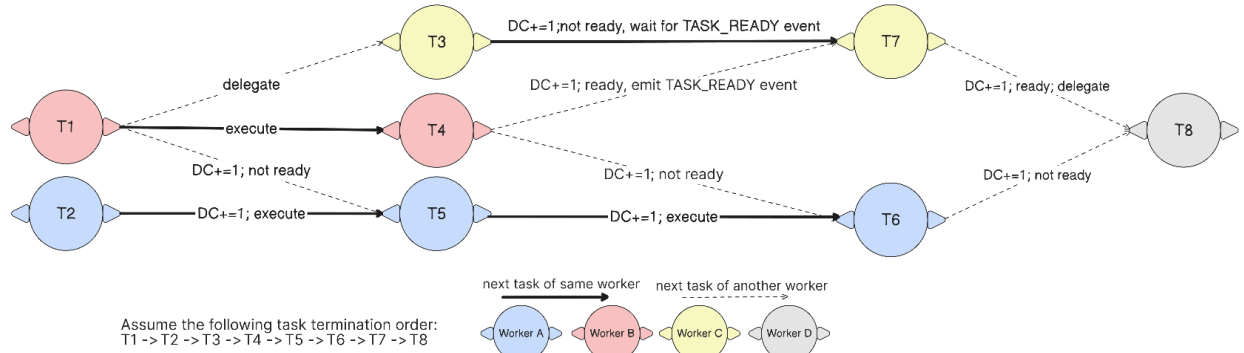 DC+=1;not ready, wait for TASK_READY event
T3
T7
delegate
DC+=1; ready, emit TASK_READY event
DC+=1; ready; delegate
T1
execute
T4
T8
DC+=1; not ready
DC+=1; not ready
DC+=1; not ready
T2
DC+=1; execute
T5
DC+=1; execute
T6
next task of same worker
next task of another worker
Assume the following task termination order:
T1 ->T2 ->T3 ->T4 ->T5 ->T6 ->T7 ->T8
Worker A
Worker B
Worker C
Worker D